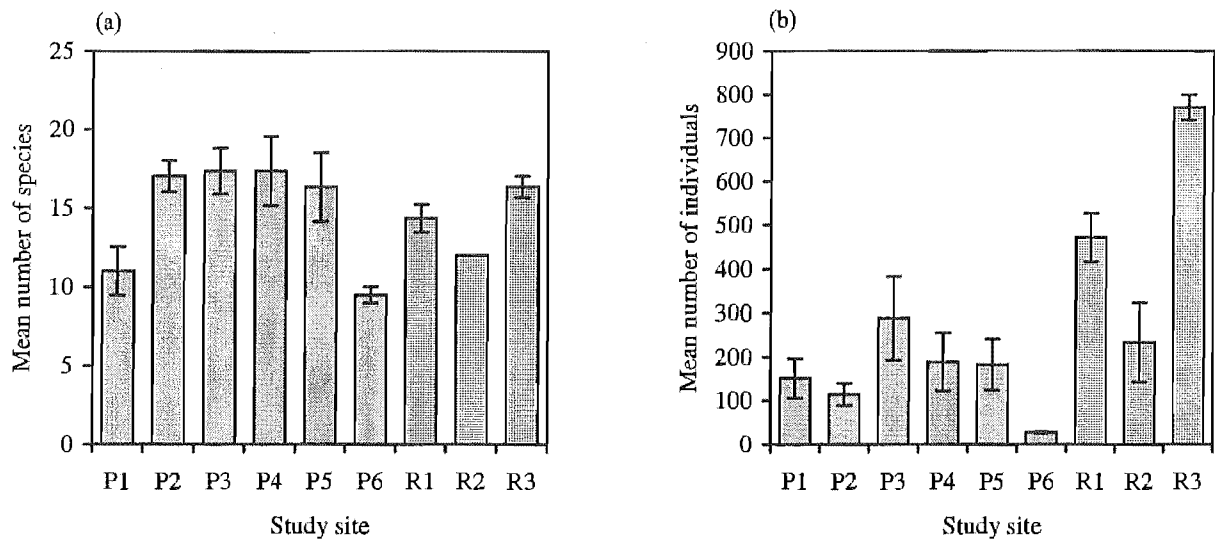 (a)
25
20
15
10
5
0
Mean number of species
P1 P2 P3 P4 P5 P6 R1 R2 R3
Study site
(b)
900
800
700
600
500
400
300
200
100
0
Mean number of individuals
P1 P2 P3 P4 P5 P6 R1 R2 R3
Study site